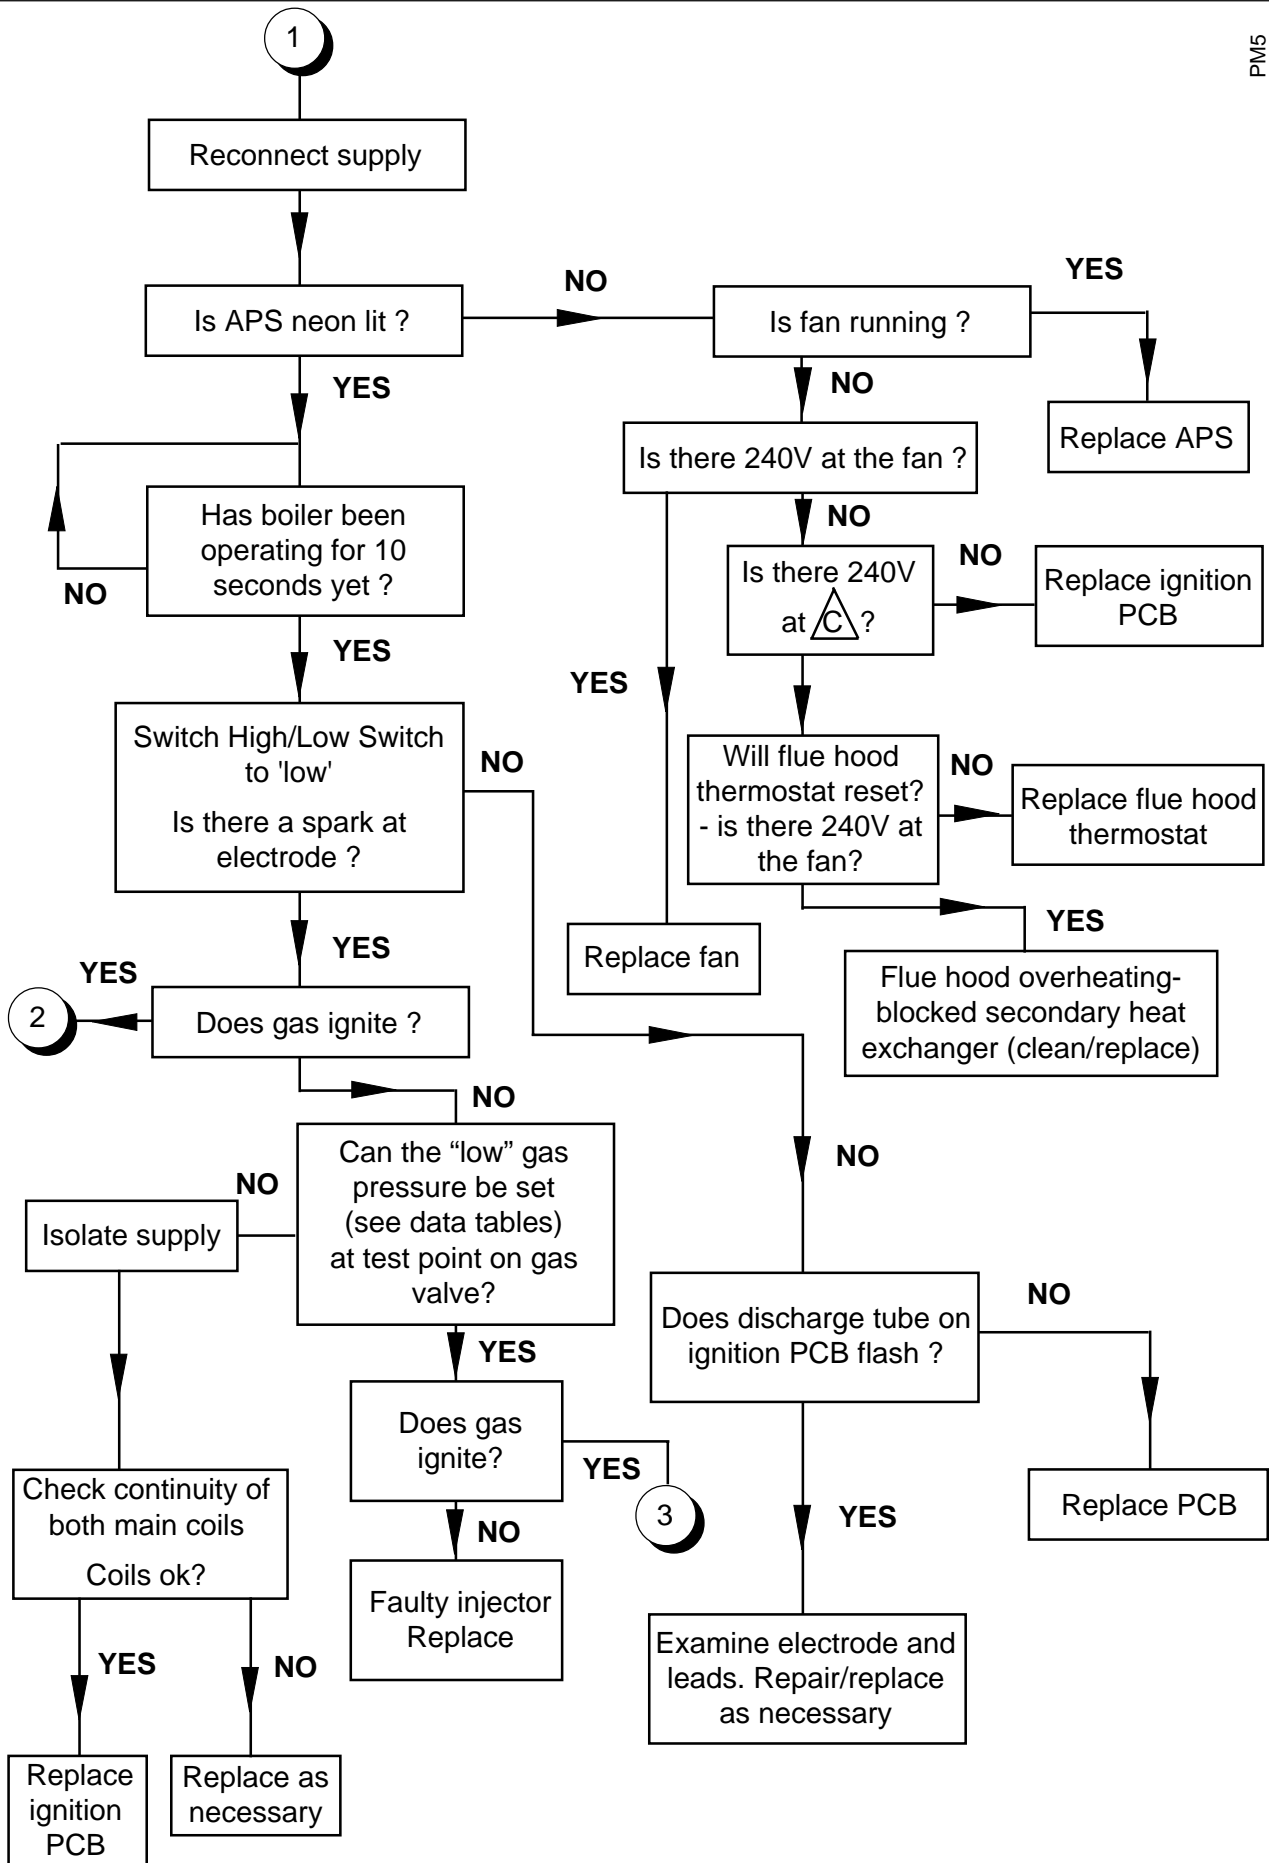 1
PM5
Reconnect supply
Is APS neon lit ?
NO
Is fan running ?
YES
YES
NO
Replace APS
Is there 240V at the fan ?
Has boiler been
operating for 10
seconds yet ?
NO
NO
Is there 240V
at C ?
NO
Replace ignition
PCB
YES
YES
Switch High/Low Switch
to 'low'
Is there a spark at
electrode ?
NO
Will flue hood
thermostat reset?
- is there 240V at
the fan?
NO
Replace flue hood
thermostat
YES
YES
Replace fan
YES
Flue hood overheating-
blocked secondary heat
exchanger (clean/replace)
2
Does gas ignite ?
NO
Can the “low” gas
pressure be set
(see data tables)
at test point on gas
valve?
NO
NO
Isolate supply
Does discharge tube on
ignition PCB flash ?
NO
YES
Does gas
ignite?
YES
3
Check continuity of
both main coils
Coils ok?
NO
YES
Replace PCB
Faulty injector
Replace
Examine electrode and
leads. Repair/replace
as necessary
YES
NO
Replace
ignition
PCB
Replace as
necessary